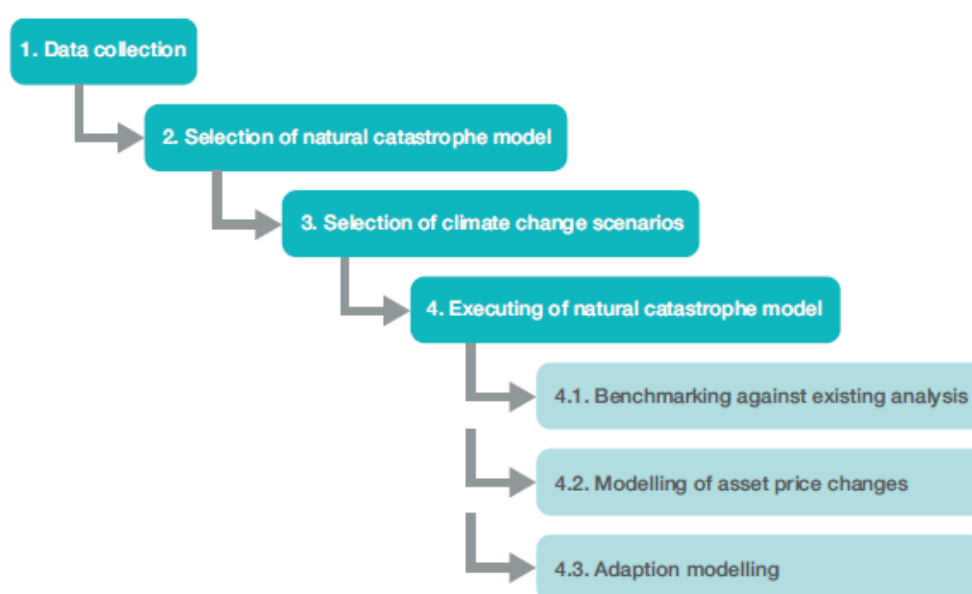 1. Data collection
2. Selection of natural catastrophe model
3. Selection of climate change scenarios
4. Executing of natural catastrophe model
4.1. Benchmarking against existing analysis
4.2. Modelling of asset price changes
4.3. Adaption modelling